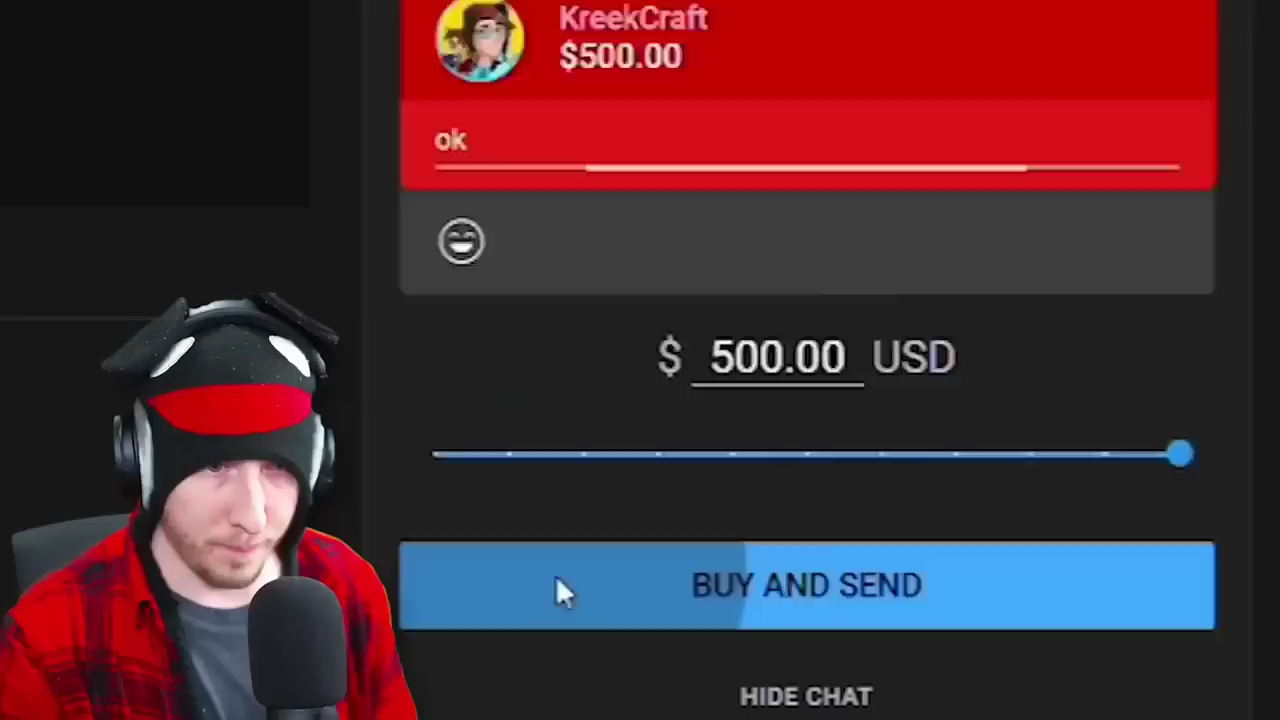 KreekCraft
$500.00
ok
$ 500.00 USD
BUY AND SEND
HIDE CHAT